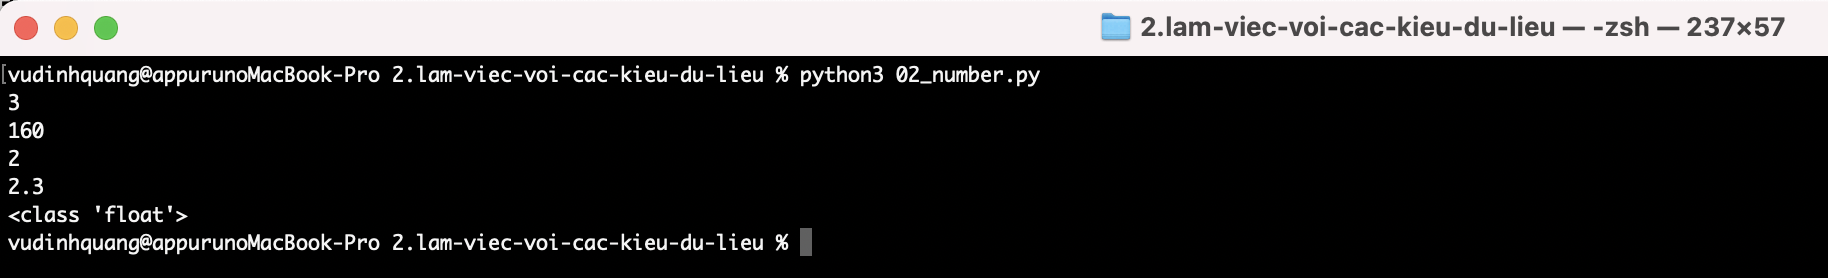 2.lam-viec-voi-cac-kieu-du-lieu — -zsh — 237×57
[vudinhquang@appurunoMacBook-Pro 2.lam-viec-voi-cac-kieu-du-lieu % python3 02_number.py
3
160
2
2.3
<class 'float'>
vudinhquang@appurunoMacBook-Pro 2.lam-viec-voi-cac-kieu-du-lieu %